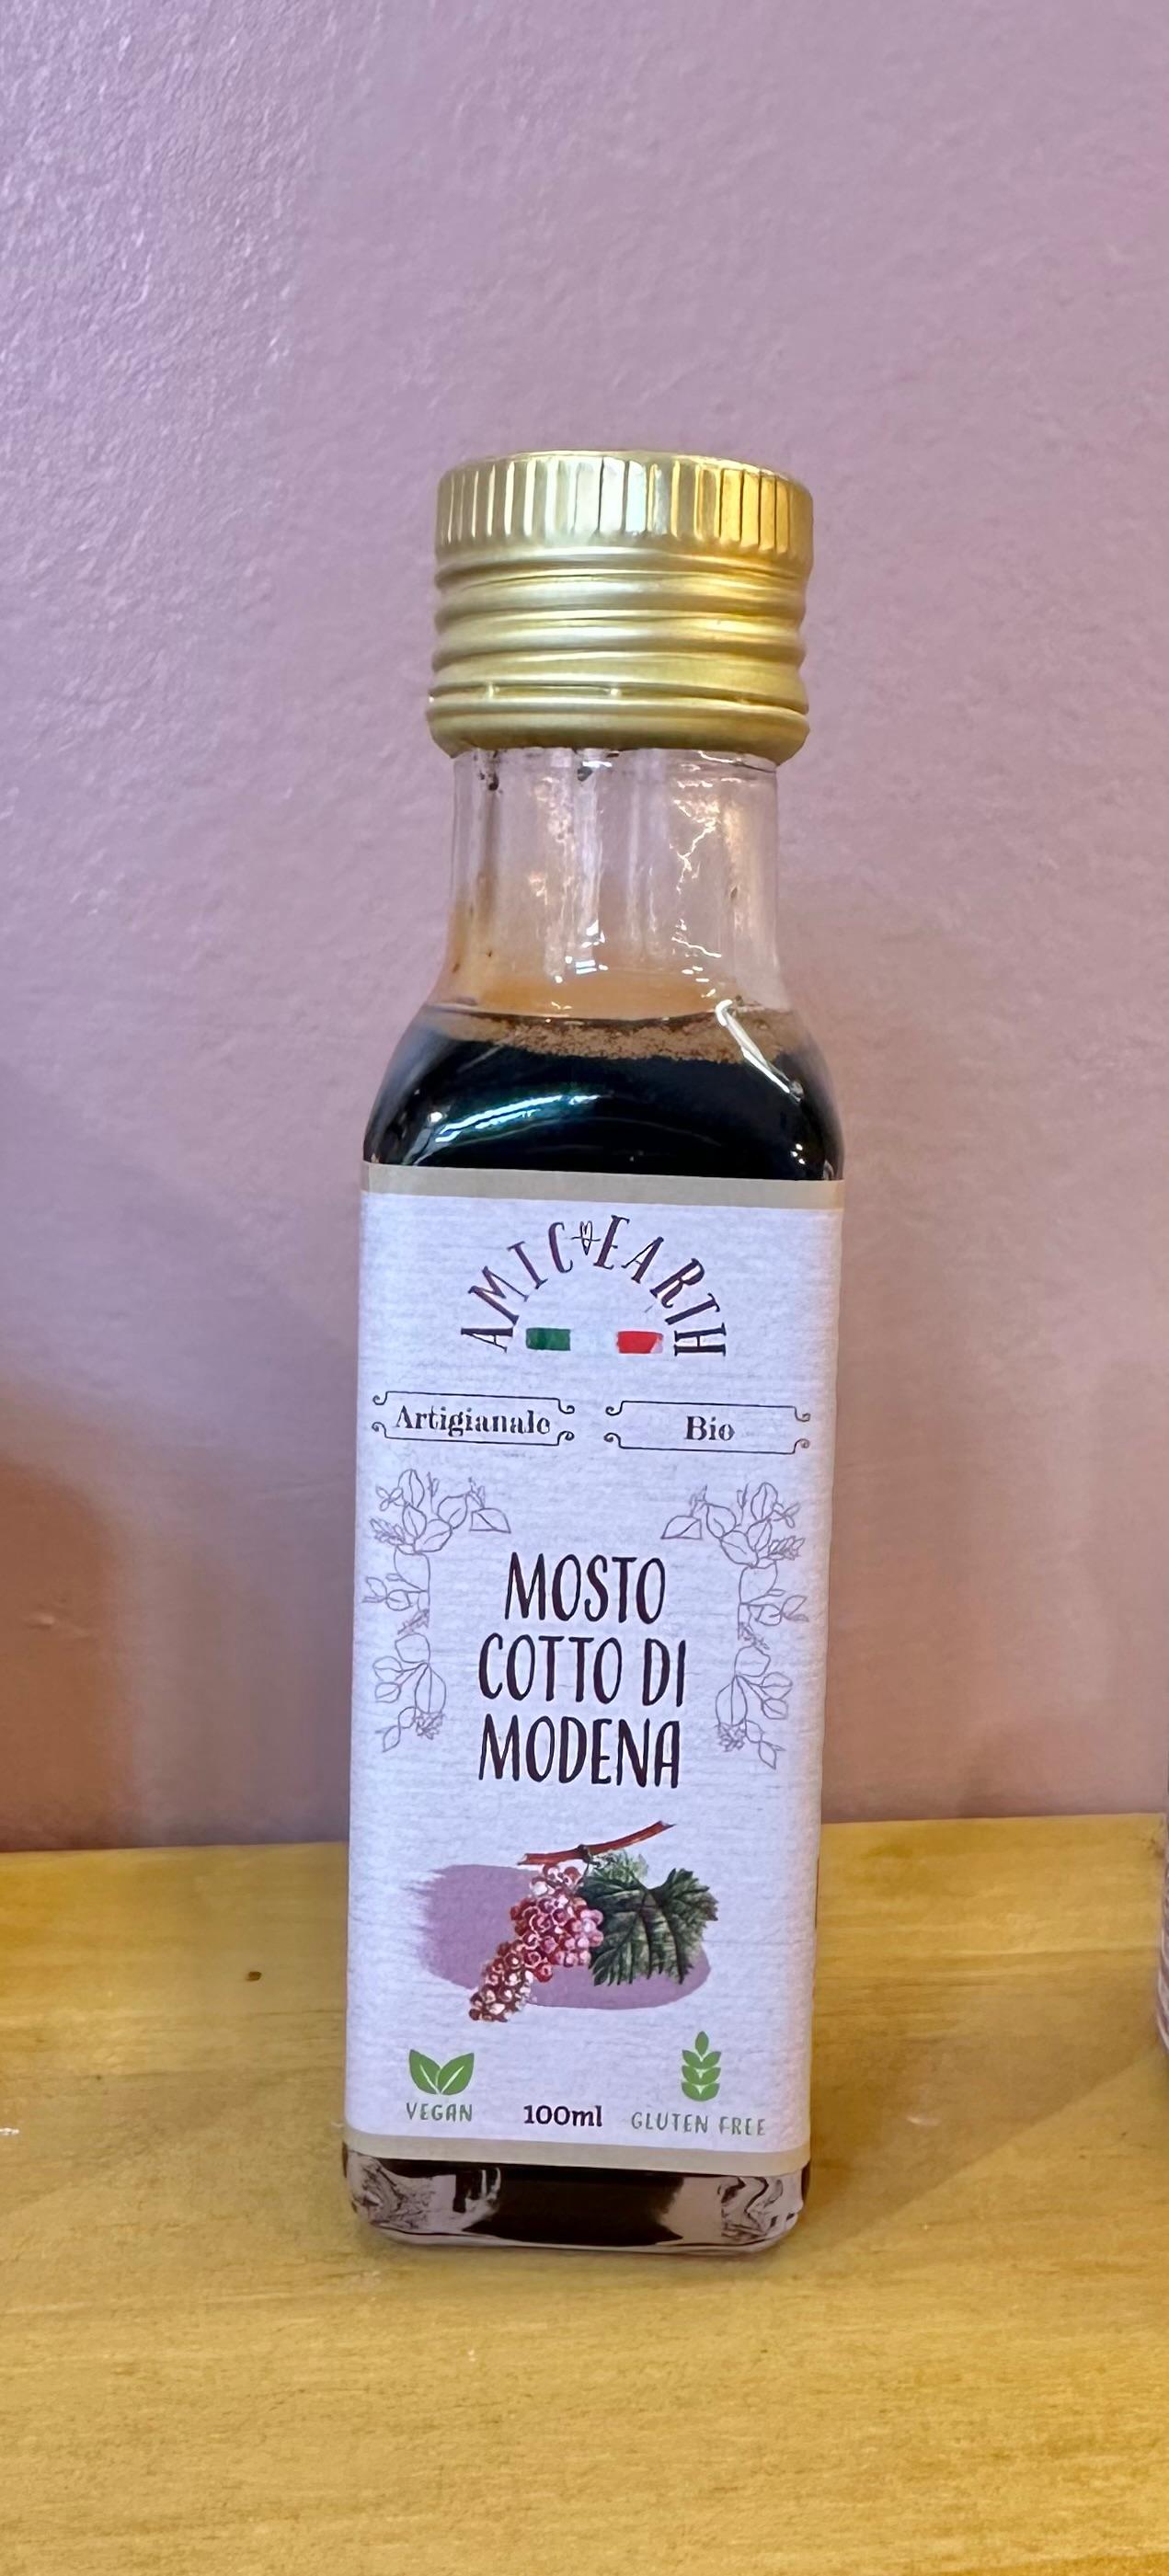 AMIC EARTH
Artigianale Bio
MOSTO
COTTO DI
MODENA
VEGAN 100ml GLUTEN FREE